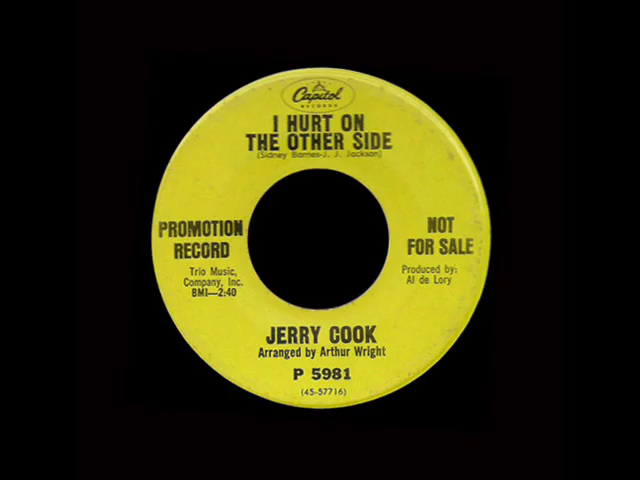 Capitol
RECORDS
I HURT ON
THE OTHER SIDE
(Sidney Barnes-J. J. Jackson)
PROMOTION
RECORD
NOT
FOR SALE
Trio Music,
Company, Inc.
BMI—2:40
Produced by:
Al de Lory
JERRY COOK
Arranged by Arthur Wright
P 5981
(45-57716)